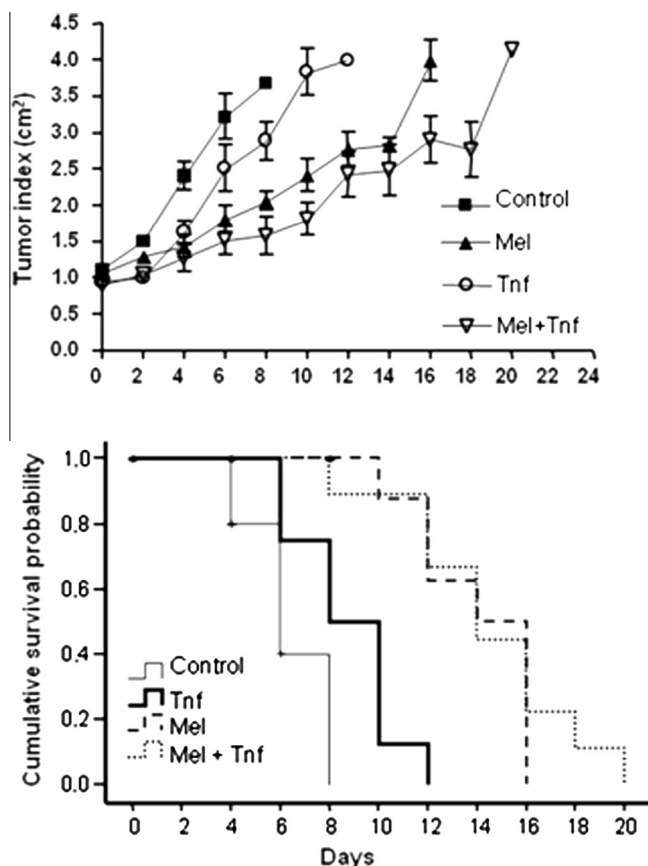 Tumor index (cm²)
4.5
4.0
3.5
3.0
2.5
2.0
1.5
1.0
0.5
0.0
Control
Mel
Tnf
Mel+Tnf
0 2 4 6 8 10 12 14 16 18 20 22 24
Cumulative survival probability
1.0
0.8
0.6
0.4
0.2
0.0
Control
Tnf
Mel
Mel + Tnf
0 2 4 6 8 10 12 14 16 18 20
Days